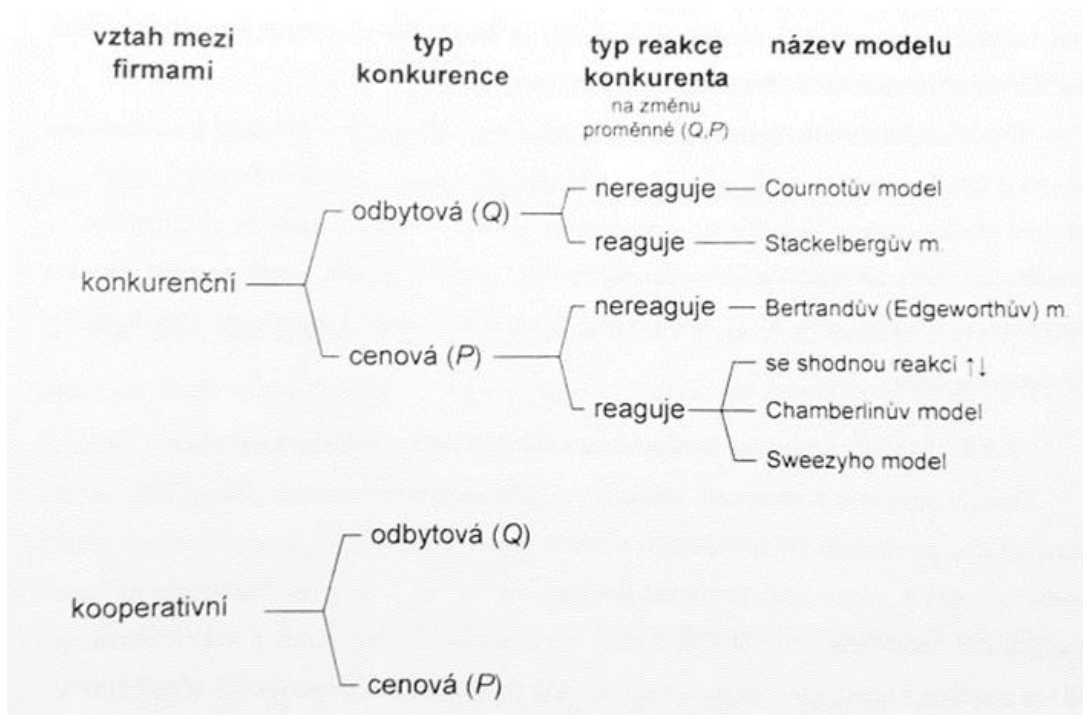 vztah mezi
firmami
typ
konkurence
typ reakce
konkurenta
na změnu
proměnné (Q,P)
název modelu
konkurenční
odbytová (Q)
nereaguje
Cournotův model
reaguje
Stackelbergův m.
cenová (P)
nereaguje
Bertrandův (Edgeworthův) m.
reaguje
se shodnou reakcí ↑↓
Chamberlinův model
Sweezyho model
kooperativní
odbytová (Q)
cenová (P)